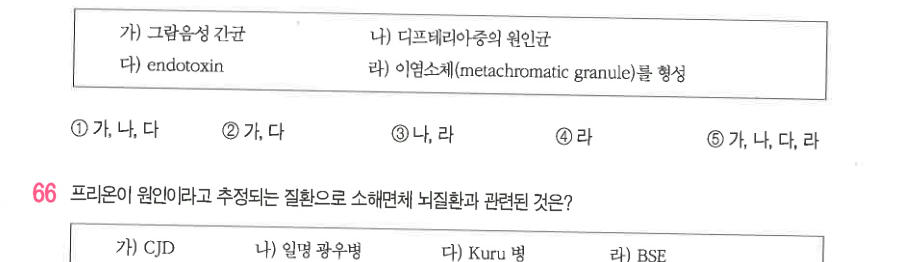 가) 그람음성 간균 나) 디프테리아중의 원인균
다) endotoxin 라) 이염소체(metachromatic granule)를 형성
① 가, 나, 다 ② 가, 다 ③ 나, 라 ④ 라 ⑤ 가, 나, 다, 라
66 프리온이 원인이라고 추정되는 질환으로 소해면체 뇌질환과 관련된 것은?
가) CJD 나) 일명 광우병 다) Kuru 병 라) BSE